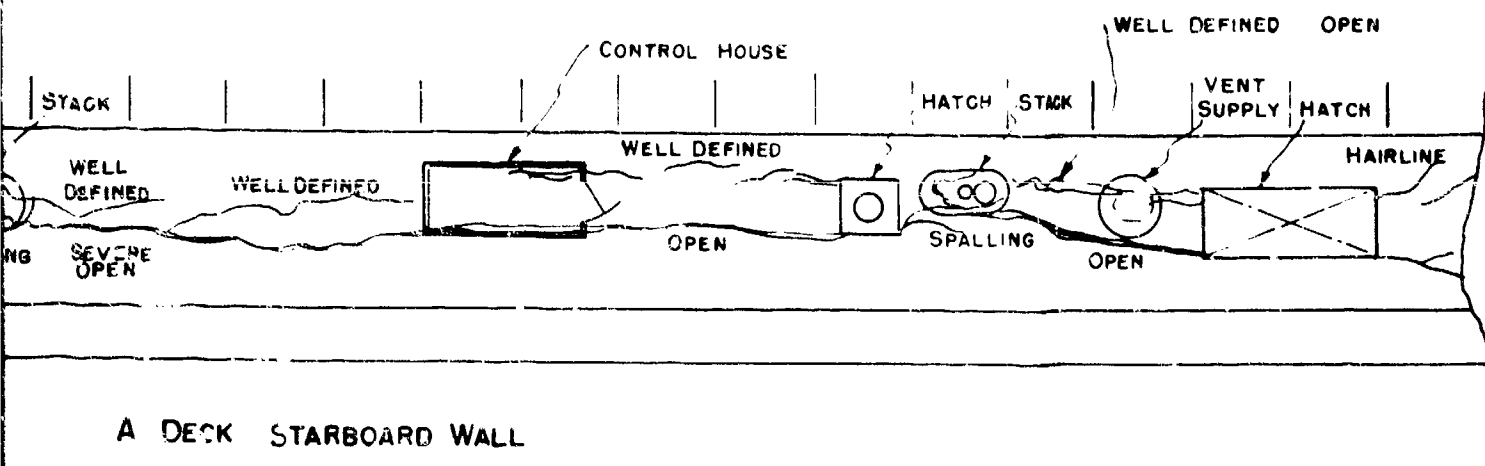 WELL DEFINED OPEN
CONTROL HOUSE
STACK
HATCH
STACK
VENT
SUPPLY
HATCH
WELL DEFINED
HAIRLINE
WELL
DEFINED
WELL DEFINED
NG
SEVERE
OPEN
OPEN
SPALLING
OPEN
A DECK STARBOARD WALL